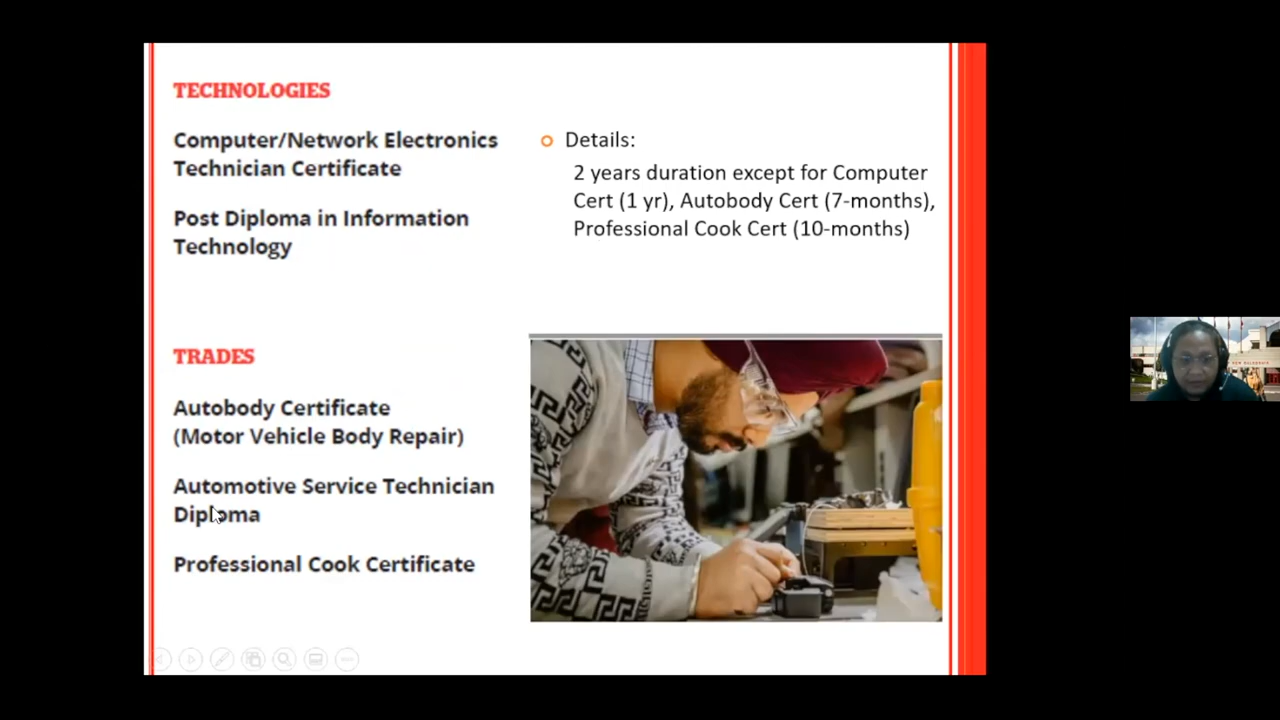 TECHNOLOGIES
Computer/Network Electronics
Technician Certificate
Post Diploma in Information
Technology
Details:
2 years duration except for Computer
Cert (1 yr), Autobody Cert (7-months),
Professional Cook Cert (10-months)
TRADES
Autobody Certificate
(Motor Vehicle Body Repair)
Automotive Service Technician
Diploma
Professional Cook Certificate